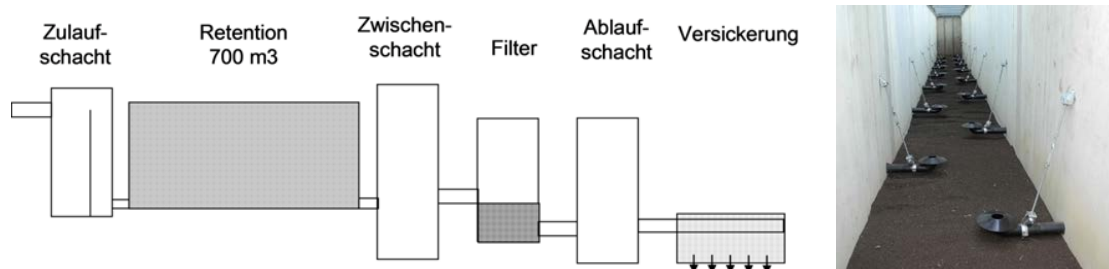 Zulauf-
schacht
Retention
700 m3
Zwischen-
schacht
Filter
Ablauf-
schacht
Versickerung